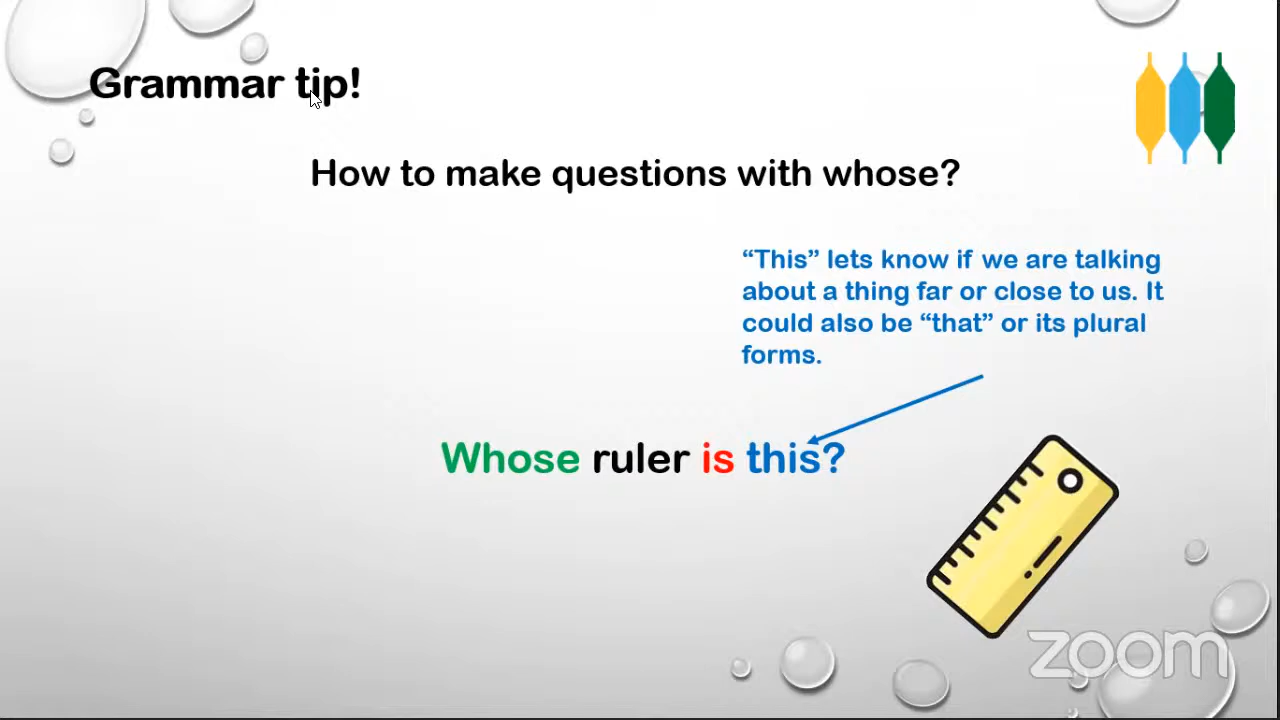 Grammar tip!
How to make questions with whose?
“This” lets know if we are talking
about a thing far or close to us. It
could also be “that” or its plural
forms.
Whose ruler is this?
zoom